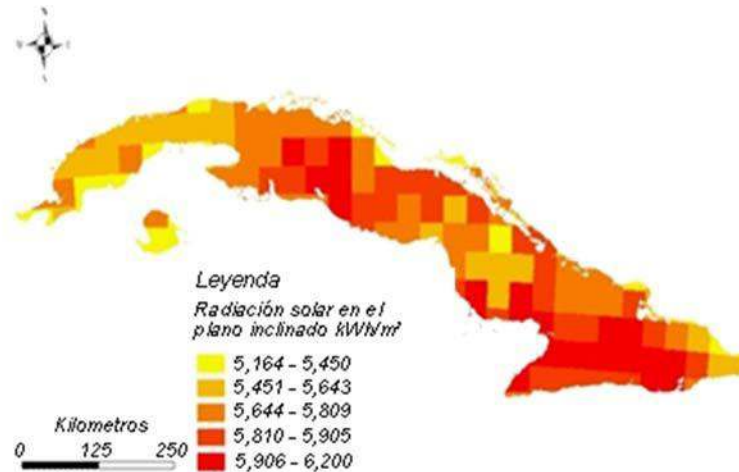 Leyenda
Radiación solar en el
plano inclinado kWh/m²
5,164 - 5,450
5,451 - 5,643
5,644 - 5,809
5,810 - 5,905
5,906 - 6,200
Kilometros
0 125 250